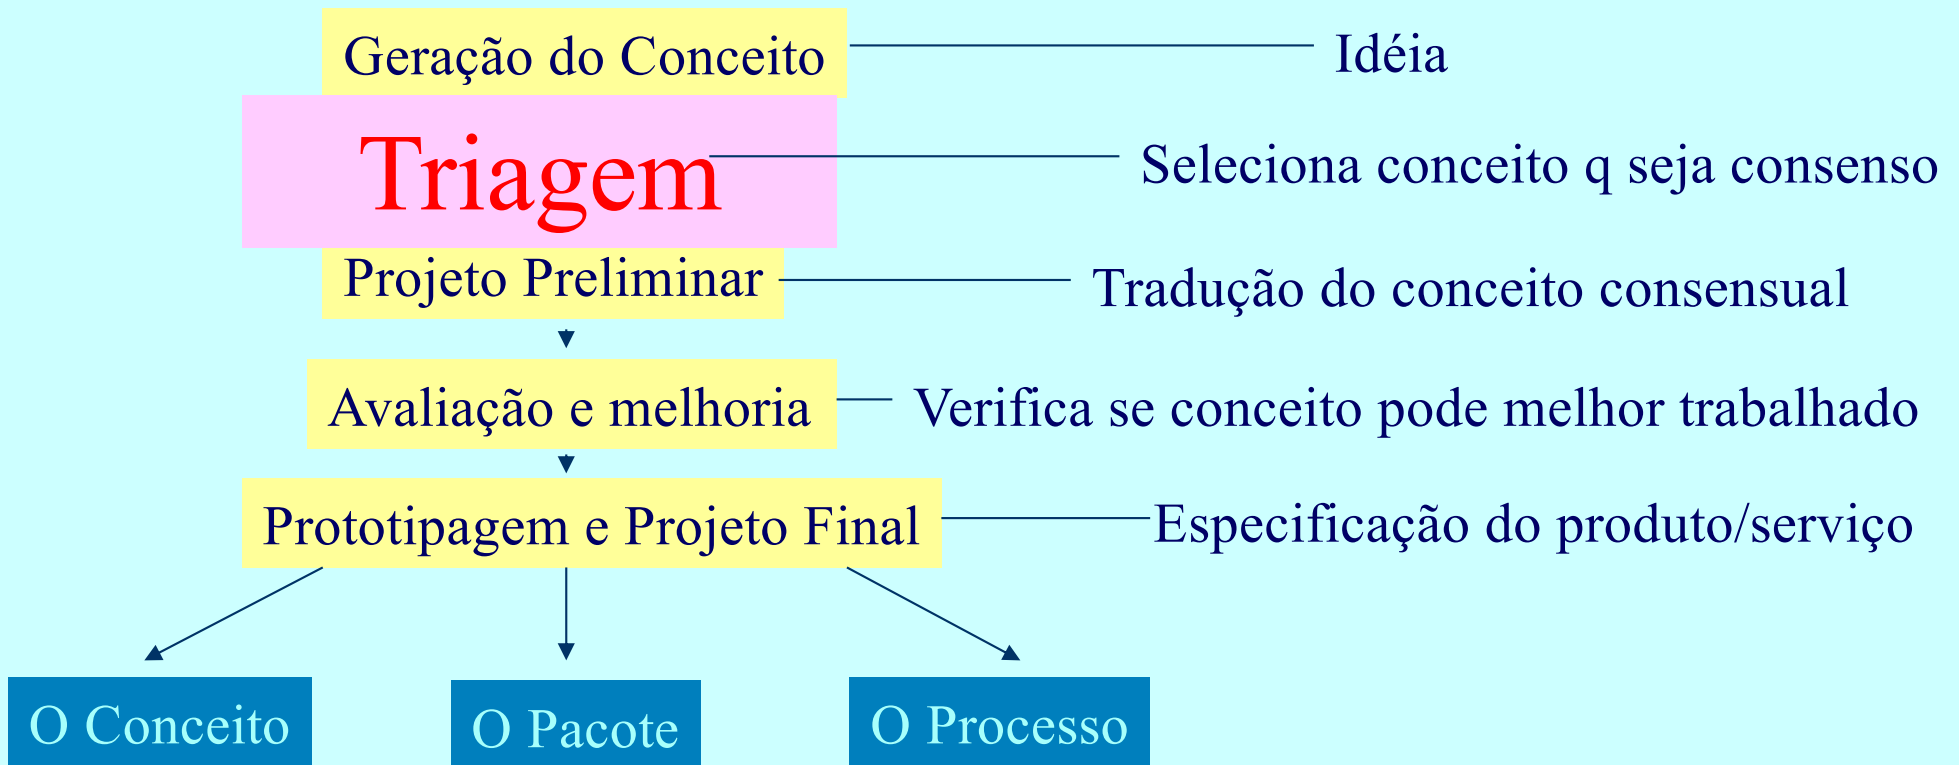 Geração do Conceito
Idéia
Triagem
Seleciona conceito q seja consenso
Projeto Preliminar
Tradução do conceito consensual
Avaliação e melhoria
Verifica se conceito pode melhor trabalhado
Prototipagem e Projeto Final
Especificação do produto/serviço
O Conceito
O Pacote
O Processo